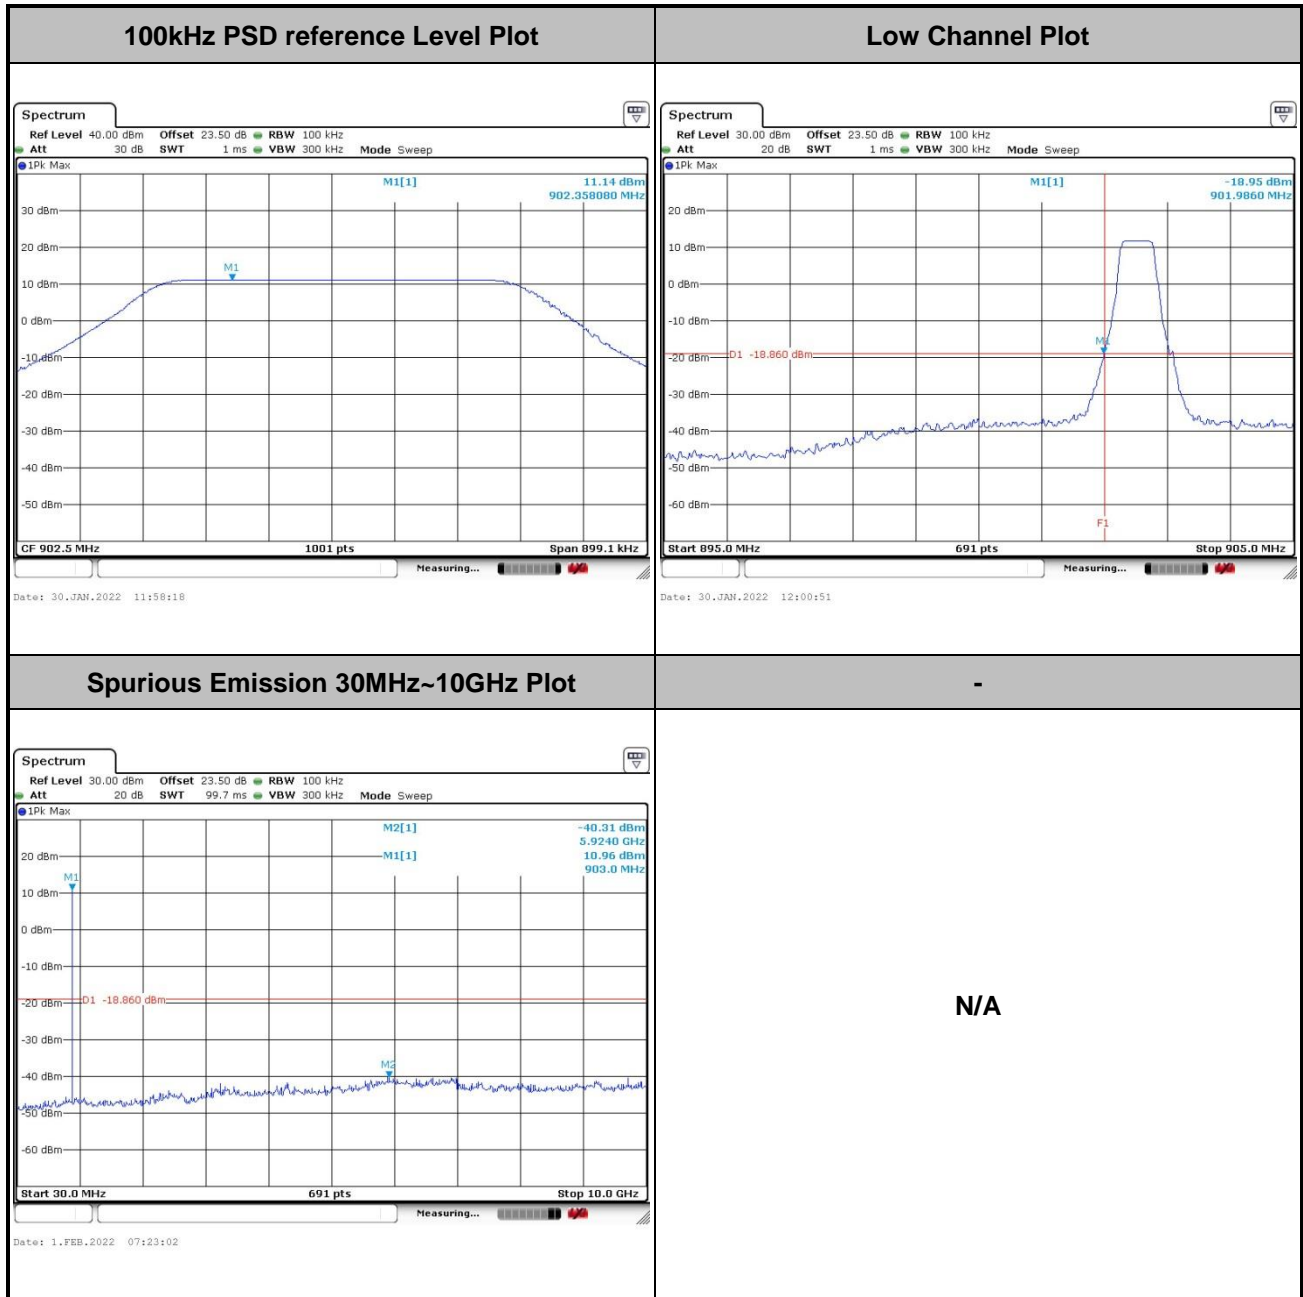 100kHz PSD reference Level Plot
Low Channel Plot
Spectrum
Ref Level 40.00 dBm Offset 23.50 dB RBW 100 kHz
Att 30 dB SWT 1 ms VBW 300 kHz Mode Sweep
1Pk Max
M1[1] 11.14 dBm
902.358080 MHz
30 dBm
20 dBm
M1
10 dBm
0 dBm
-10 dBm
-20 dBm
-30 dBm
-40 dBm
-50 dBm
CF 902.5 MHz 1001 pts Span 899.1 kHz
Measuring...
Date: 30.JAN.2022 11:58:18
Spectrum
Ref Level 30.00 dBm Offset 23.50 dB RBW 100 kHz
Att 20 dB SWT 1 ms VBW 300 kHz Mode Sweep
1Pk Max
M1[1] -18.95 dBm
901.9860 MHz
20 dBm
10 dBm
0 dBm
-10 dBm
M1
-20 dBm D1 -18.860 dBm
-30 dBm
-40 dBm
-50 dBm
-60 dBm
F1
Start 895.0 MHz 691 pts Stop 905.0 MHz
Measuring...
Date: 30.JAN.2022 12:00:51
Spurious Emission 30MHz~10GHz Plot
-
Spectrum
Ref Level 30.00 dBm Offset 23.50 dB RBW 100 kHz
Att 20 dB SWT 99.7 ms VBW 300 kHz Mode Sweep
1Pk Max
M2[1] -40.31 dBm
5.9240 GHz
20 dBm M1[1] 10.96 dBm
903.0 MHz
M1
10 dBm
0 dBm
-10 dBm
-20 dBm D1 -18.860 dBm
-30 dBm
M2
-40 dBm
-50 dBm
-60 dBm
Start 30.0 MHz 691 pts Stop 10.0 GHz
Measuring...
Date: 1.FEB.2022 07:23:02
N/A